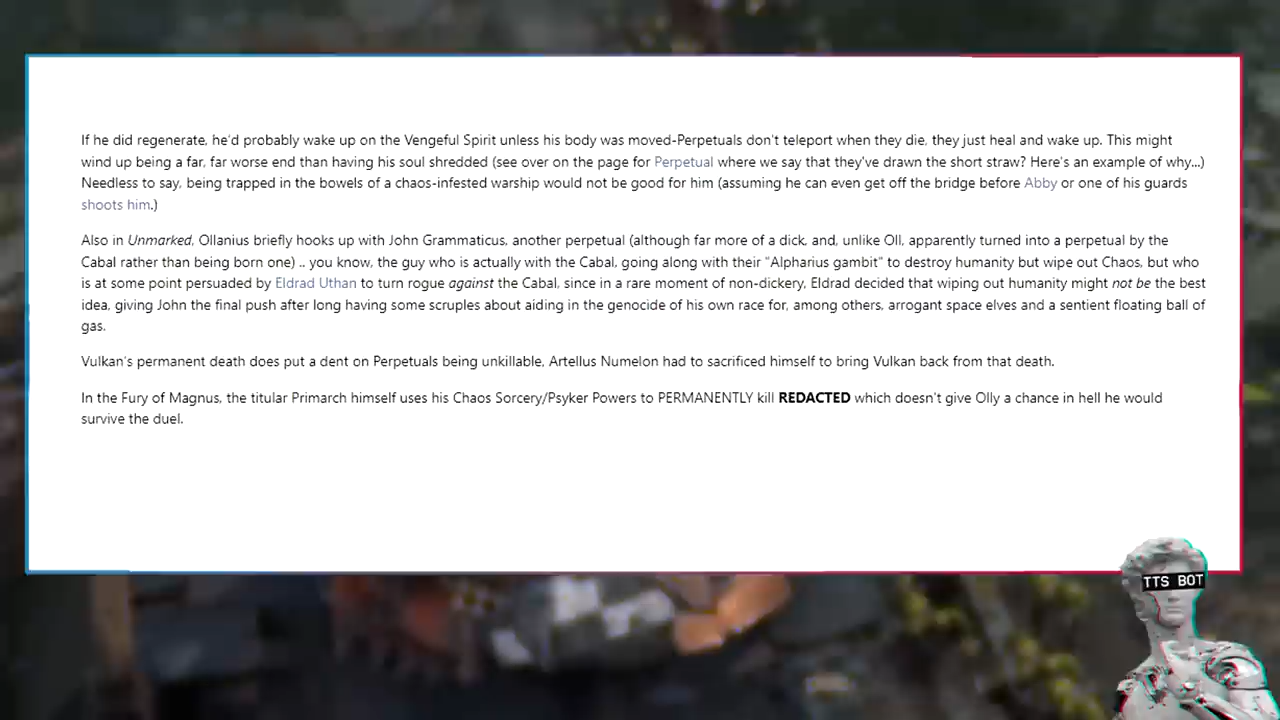 If he did regenerate, he'd probably wake up on the Vengeful Spirit unless his body was moved-Perpetuals don't teleport when they die, they just heal and wake up. This might
wind up being a far, far worse end than having his soul shredded (see over on the page for Perpetual where we say that they've drawn the short straw? Here's an example of why...)
Needless to say, being trapped in the bowels of a chaos-infested warship would not be good for him (assuming he can even get off the bridge before Abby or one of his guards
shoots him.)
Also in Unmarked, Ollanius briefly hooks up with John Grammaticus, another perpetual (although far more of a dick, and, unlike Oll, apparently turned into a perpetual by the
Cabal rather than being born one) .. you know, the guy who is actually with the Cabal, going along with their "Alpharius gambit" to destroy humanity but wipe out Chaos, but who
is at some point persuaded by Eldrad Uthan to turn rogue against the Cabal, since in a rare moment of non-dickery, Eldrad decided that wiping out humanity might not be the best
idea, giving John the final push after long having some scruples about aiding in the genocide of his own race for, among others, arrogant space elves and a sentient floating ball of
gas.
Vulkan's permanent death does put a dent on Perpetuals being unkillable, Artellus Numelon had to sacrificed himself to bring Vulkan back from that death.
In the Fury of Magnus, the titular Primarch himself uses his Chaos Sorcery/Psyker Powers to PERMANENTLY kill REDACTED which doesn't give Olly a chance in hell he would
survive the duel.
TTS BOT